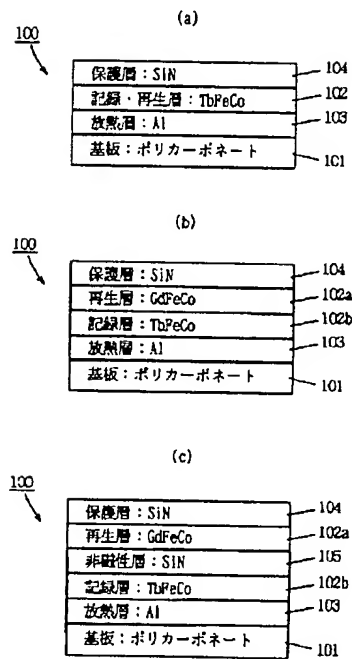 (a)
100
保護層：SiN 104
記録・再生層：TbFeCo 102
放熱層：Al 103
基板：ポリカーボネート 101
(b)
100
保護層：SiN 104
再生層：GdFeCo 102a
記録層：TbFeCo 102b
放熱層：Al 103
基板：ポリカーボネート 101
(c)
100
保護層：SiN 104
再生層：GdFeCo 102a
非磁性層：SiN 105
記録層：TbFeCo 102b
放熱層：Al 103
基板：ポリカーボネート 101